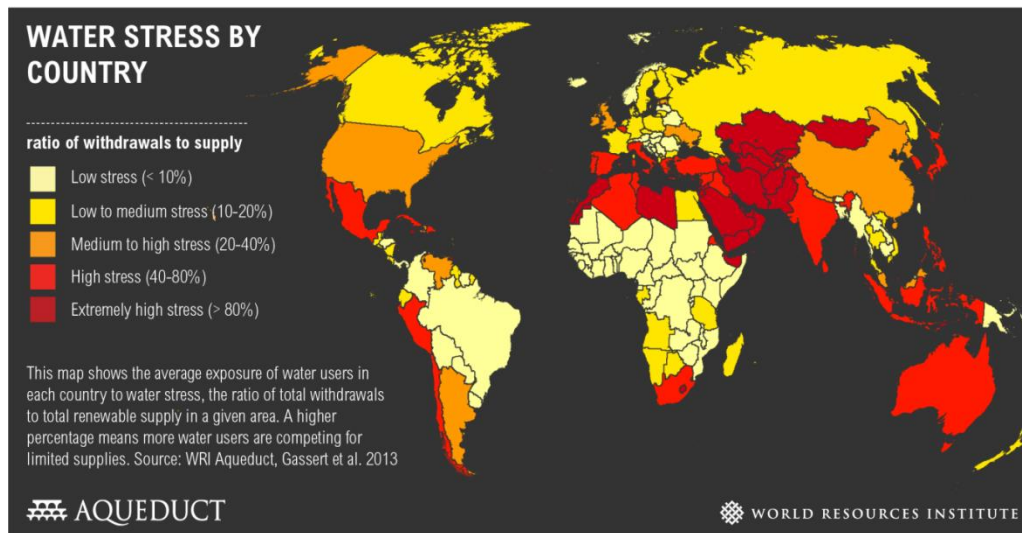 WATER STRESS BY
COUNTRY
ratio of withdrawals to supply
Low stress (< 10%)
Low to medium stress (10-20%)
Medium to high stress (20-40%)
High stress (40-80%)
Extremely high stress (> 80%)
This map shows the average exposure of water users in
each country to water stress, the ratio of total withdrawals
to total renewable supply in a given area. A higher
percentage means more water users are competing for
limited supplies. Source: WRI Aqueduct, Gassert et al. 2013
AQUEDUCT
WORLD RESOURCES INSTITUTE